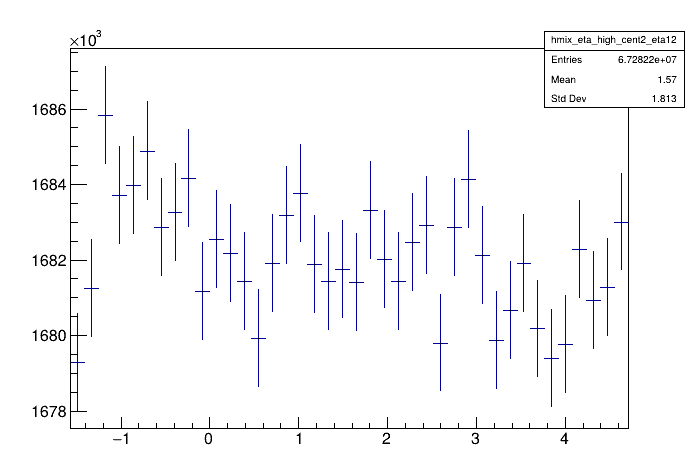 ×10³
hmix_eta_high_cent2_eta12
Entries 6.72822e+07
Mean 1.57
Std Dev 1.813
1686
1684
1682
1680
1678
−1 0 1 2 3 4